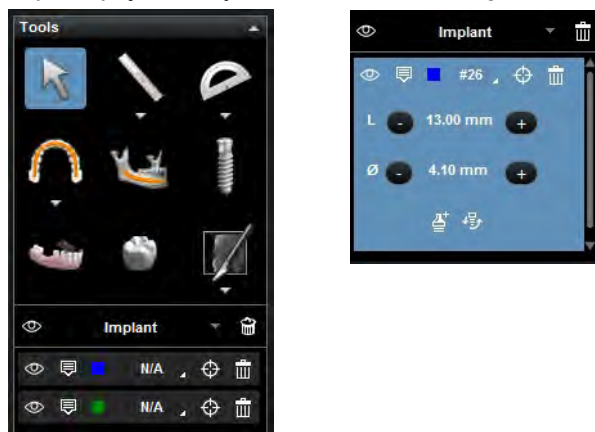 Tools
Implant
N/A
N/A
Implant
#26
L - 13.00 mm +
Ø - 4.10 mm +